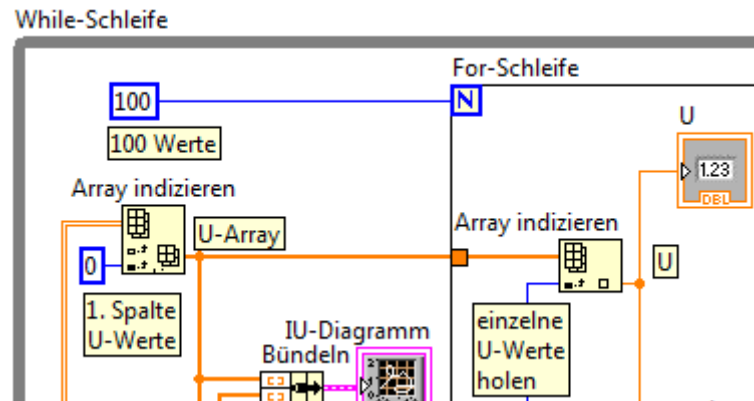 While-Schleife
For-Schleife
100
N
100 Werte
U
1.23
DBL
Array indizieren
U-Array
Array indizieren
0
U
1. Spalte
U-Werte
IU-Diagramm
Bündeln
einzelne
U-Werte
holen